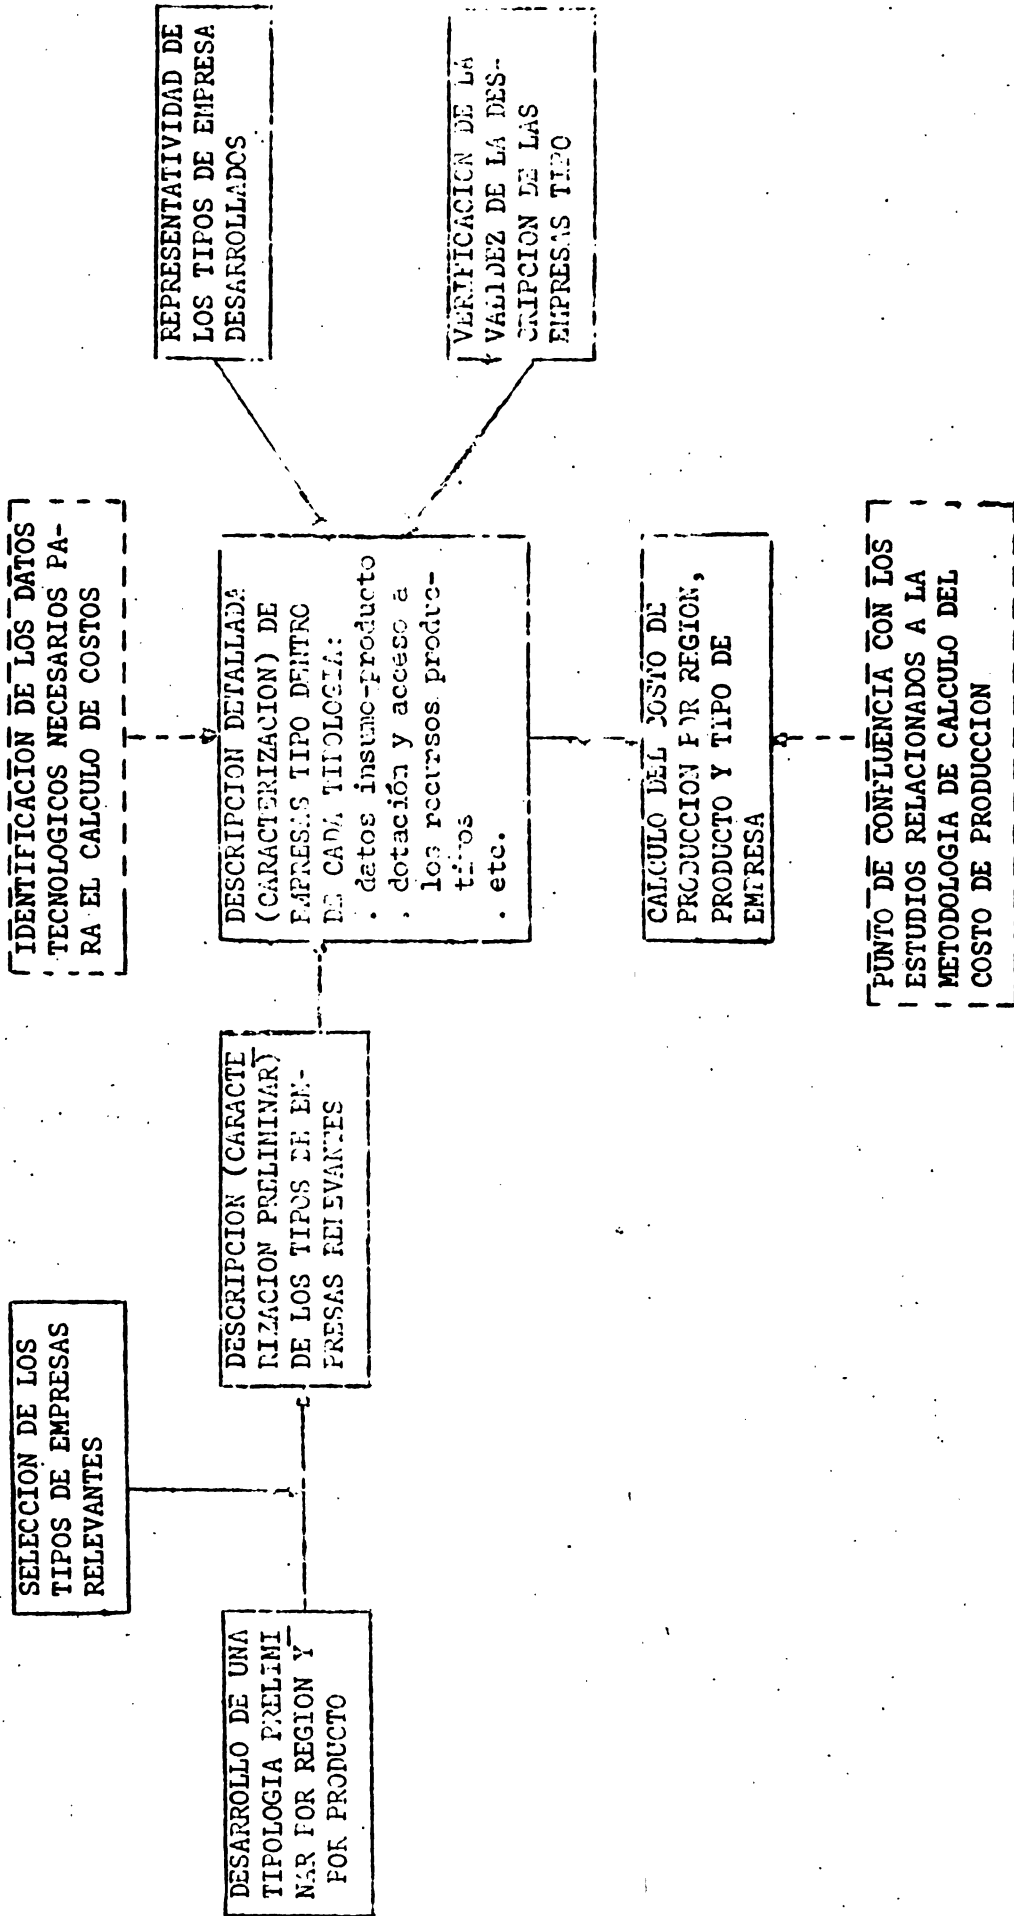 SELECCION DE LOS
TIPOS DE EMPRESAS
RELEVANTES
DESARROLLO DE UNA
TIPOLOGIA PRELIMI
NAR POR REGION Y
POR PRODUCTO
DESCRIPCION (CARACTE
RIZACION PRELIMINAR)
DE LOS TIPOS DE EM-
PRESAS RELEVANTES
IDENTIFICACION DE LOS DATOS
TECNOLOGICOS NECESARIOS PA-
RA EL CALCULO DE COSTOS
DESCRIPCION DETALLADA
(CARACTERIZACION) DE
EMPRESAS TIPO DENTRO
DE CADA TIPOLOGIA:
. datos insumo-producto
. dotación y acceso a
los recursos produc-
tivos
. etc.
CALCULO DEL COSTO DE
PRODUCCION POR REGION,
PRODUCTO Y TIPO DE
EMPRESA
PUNTO DE CONFLUENCIA CON LOS
ESTUDIOS RELACIONADOS A LA
METODOLOGIA DE CALCULO DEL
COSTO DE PRODUCCION
REPRESENTATIVIDAD DE
LOS TIPOS DE EMPRESA
DESARROLLADOS
VERIFICACION DE LA
VALIDEZ DE LA DES-
CRIPCION DE LAS
EMPRESAS TIPO